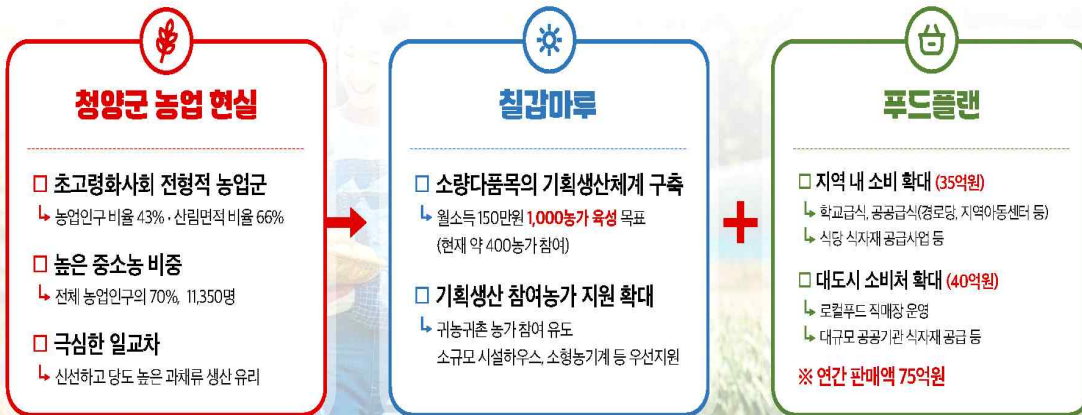 청양군 농업 현실
□ 초고령화사회 전형적 농업군
↳ 농업인구 비율 43% · 산림면적 비율 66%
□ 높은 중소농 비중
↳ 전체 농업인구의 70%, 11,350명
□ 극심한 일교차
↳ 신선하고 당도 높은 과채류 생산 유리
칠갑마루
□ 소량다품목의 기획생산체계 구축
↳ 월소득 150만원 1,000농가 육성 목표
(현재 약 400농가 참여)
□ 기획생산 참여농가 지원 확대
↳ 귀농귀촌 농가 참여 유도
소규모 시설하우스, 소형농기계 등 우선지원
+
푸드플랜
□ 지역 내 소비 확대 (35억원)
↳ 학교급식, 공공급식(경로당, 지역아동센터 등)
↳ 식당 식자재 공급사업 등
□ 대도시 소비처 확대 (40억원)
↳ 로컬푸드 직매장 운영
↳ 대규모 공공기관 식자재 공급 등
※ 연간 판매액 75억원